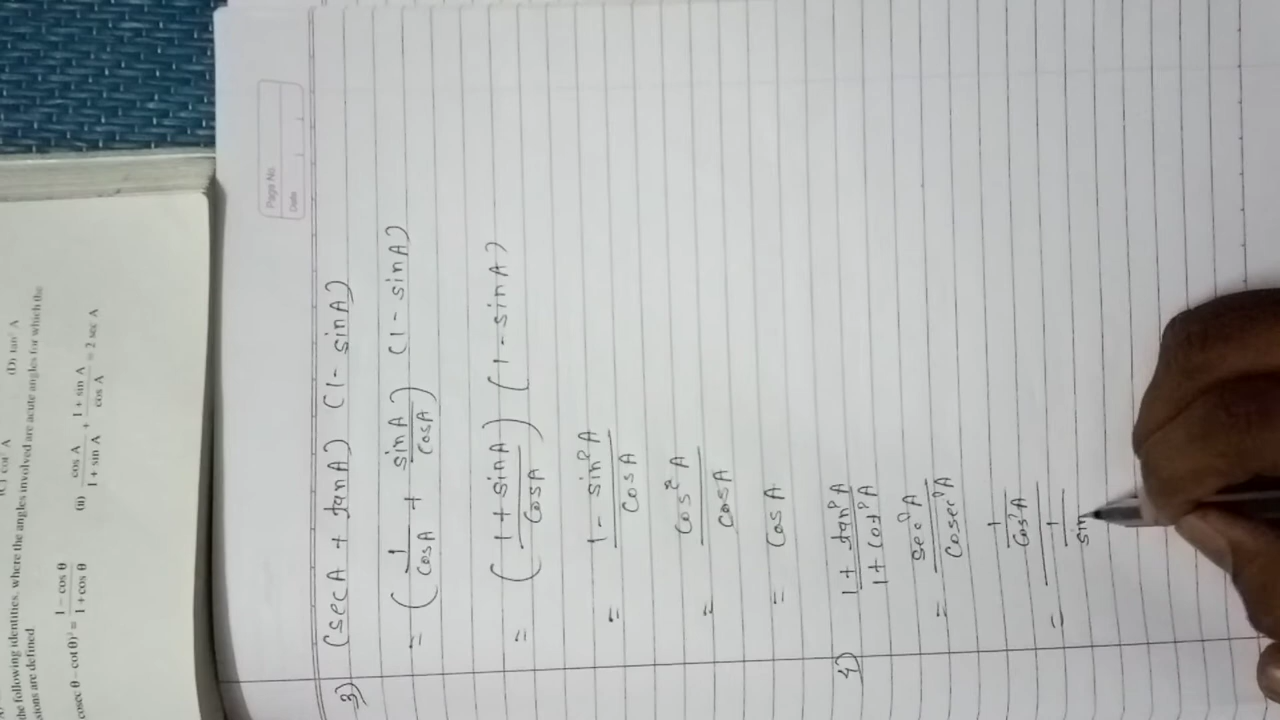 (D) tan² A
the following identities, where the angles involved are acute angles for which the
sions are defined.
cosec θ – cot θ)² = 1 – cos θ / 1 + cos θ
(ii) cos A / 1 + sin A + 1 + sin A / cos A = 2 sec A
Page No.
Date
3) (secA + tanA) (1 - sinA)
= (1/cosA + sinA/cosA) (1 - sinA)
= (1 + sinA / cosA) (1 - sinA)
= 1 - sin²A / cosA
= cos²A / cosA
= cosA
4) 1 + tan²A / 1 + cot²A
= sec²A / cosec²A
= 1/cos²A / 1/sin